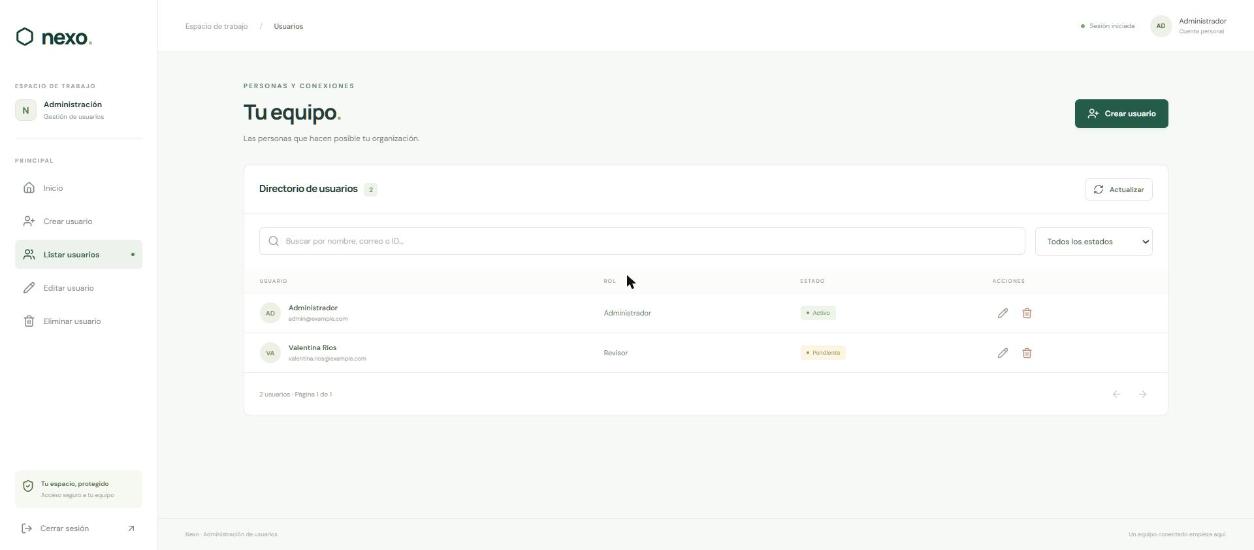 nexo.
ESPACIO DE TRABAJO
N
Administración
Gestión de usuarios
PRINCIPAL
Inicio
Crear usuario
Listar usuarios
Editar usuario
Eliminar usuario
Tu espacio, protegido
Acceso seguro a tu equipo
Cerrar sesión
Espacio de trabajo / Usuarios
Sesión iniciada
AD
Administrador
Cuenta personal
PERSONAS Y CONEXIONES
Tu equipo.
Las personas que hacen posible tu organización.
Crear usuario
Directorio de usuarios 2
Actualizar
Buscar por nombre, correo o ID...
Todos los estados
USUARIO ROL ESTADO ACCIONES
AD Administrador Administrador Activo
admin@example.com
VA Valentina Ríos Revisor Pendiente
valentina.rios@example.com
2 usuarios · Página 1 de 1
Nexo · Administración de usuarios
Un equipo conectado empieza aquí.